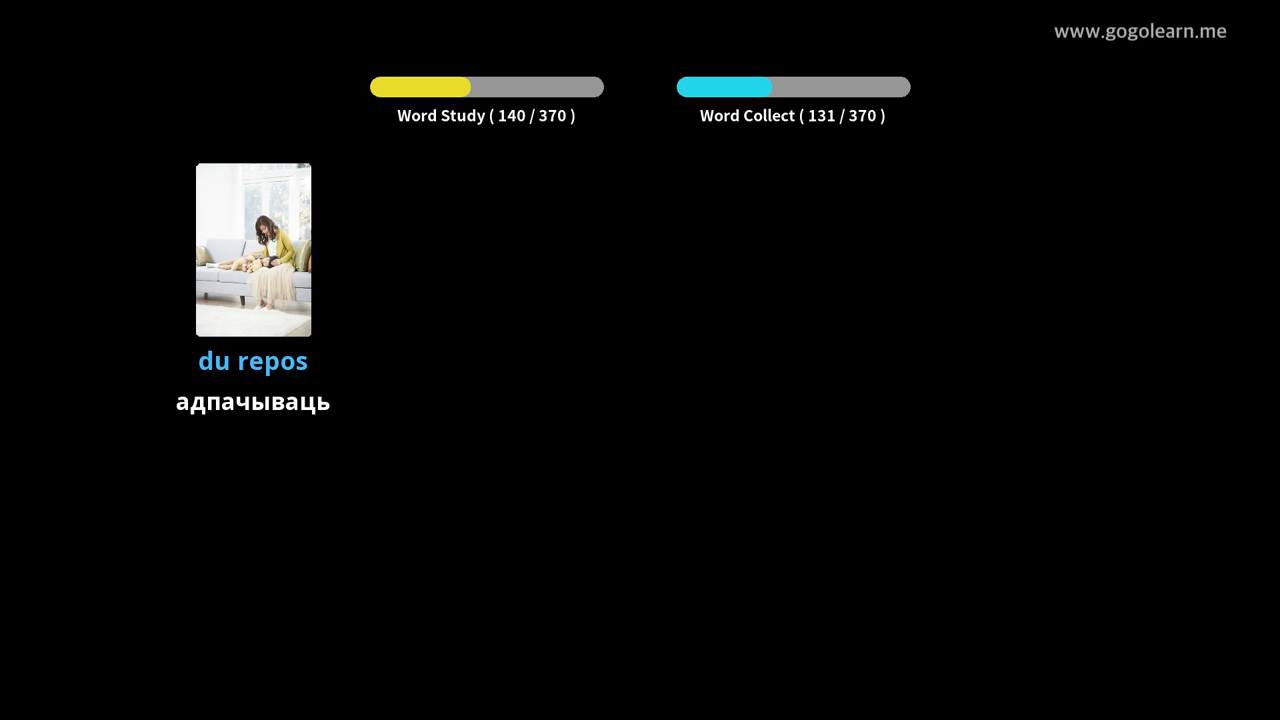 www.gogolearn.me
Word Study ( 140 / 370 )
Word Collect ( 131 / 370 )
du repos
адпачываць